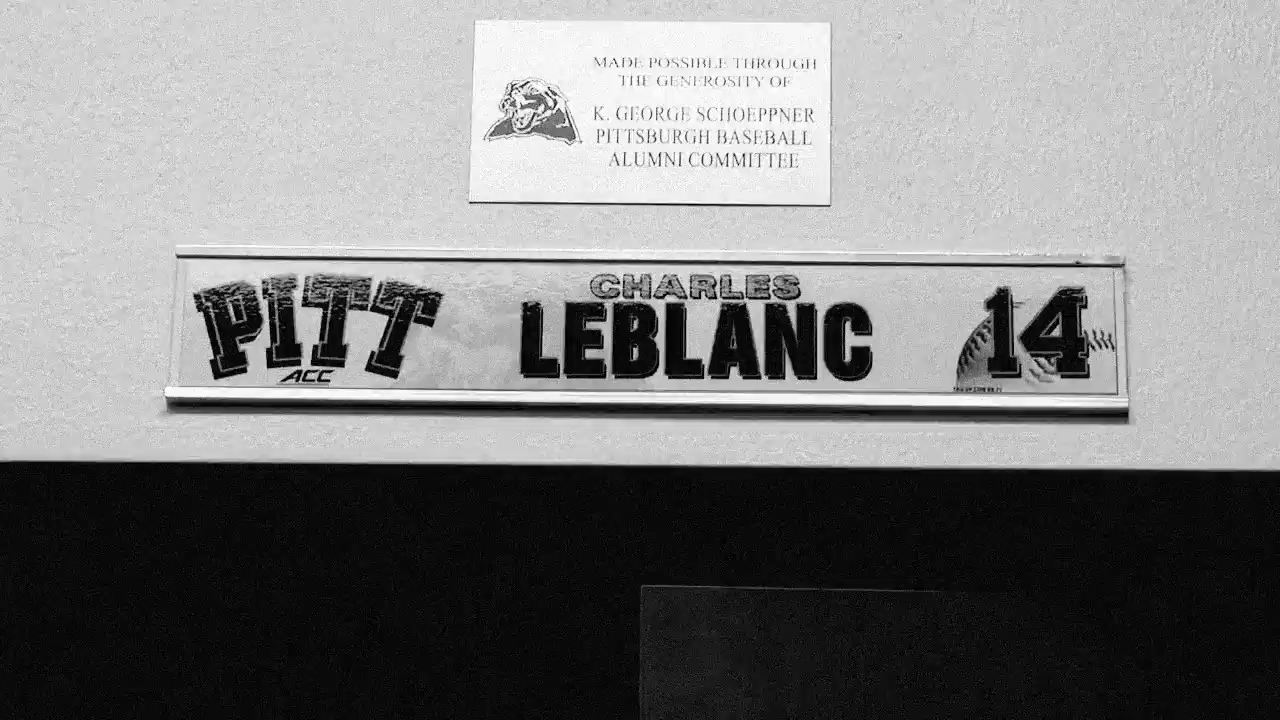 MADE POSSIBLE THROUGH
THE GENEROSITY OF
K. GEORGE SCHOEPPNER
PITTSBURGH BASEBALL
ALUMNI COMMITTEE
PITT
ACC
CHARLES
LEBLANC
14